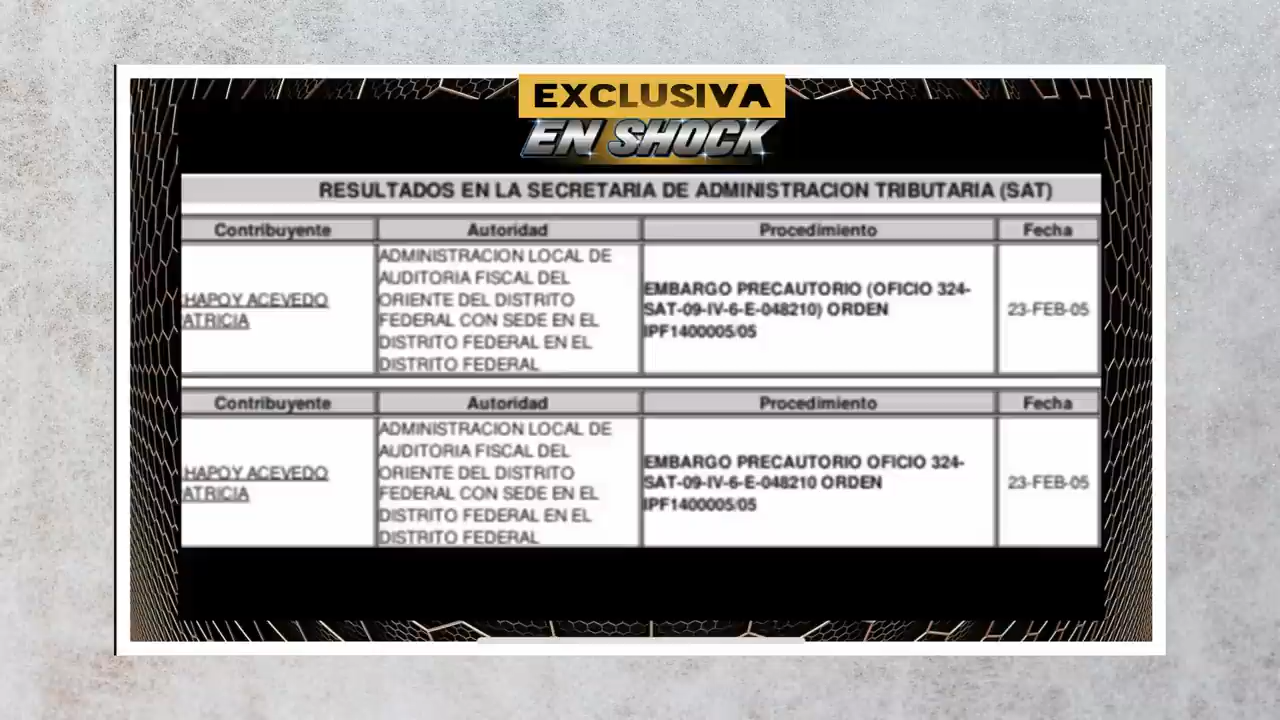 EXCLUSIVA
EN SHOCK
RESULTADOS EN LA SECRETARIA DE ADMINISTRACION TRIBUTARIA (SAT)
Contribuyente Autoridad Procedimiento Fecha
HAPOY ACEVEDO
ATRICIA
ADMINISTRACION LOCAL DE
AUDITORIA FISCAL DEL
ORIENTE DEL DISTRITO
FEDERAL CON SEDE EN EL
DISTRITO FEDERAL EN EL
DISTRITO FEDERAL
EMBARGO PRECAUTORIO (OFICIO 324-
SAT-09-IV-6-E-048210) ORDEN
IPF1400005/05
23-FEB-05
Contribuyente Autoridad Procedimiento Fecha
HAPOY ACEVEDO
ATRICIA
ADMINISTRACION LOCAL DE
AUDITORIA FISCAL DEL
ORIENTE DEL DISTRITO
FEDERAL CON SEDE EN EL
DISTRITO FEDERAL EN EL
DISTRITO FEDERAL
EMBARGO PRECAUTORIO OFICIO 324-
SAT-09-IV-6-E-048210 ORDEN
IPF1400005/05
23-FEB-05